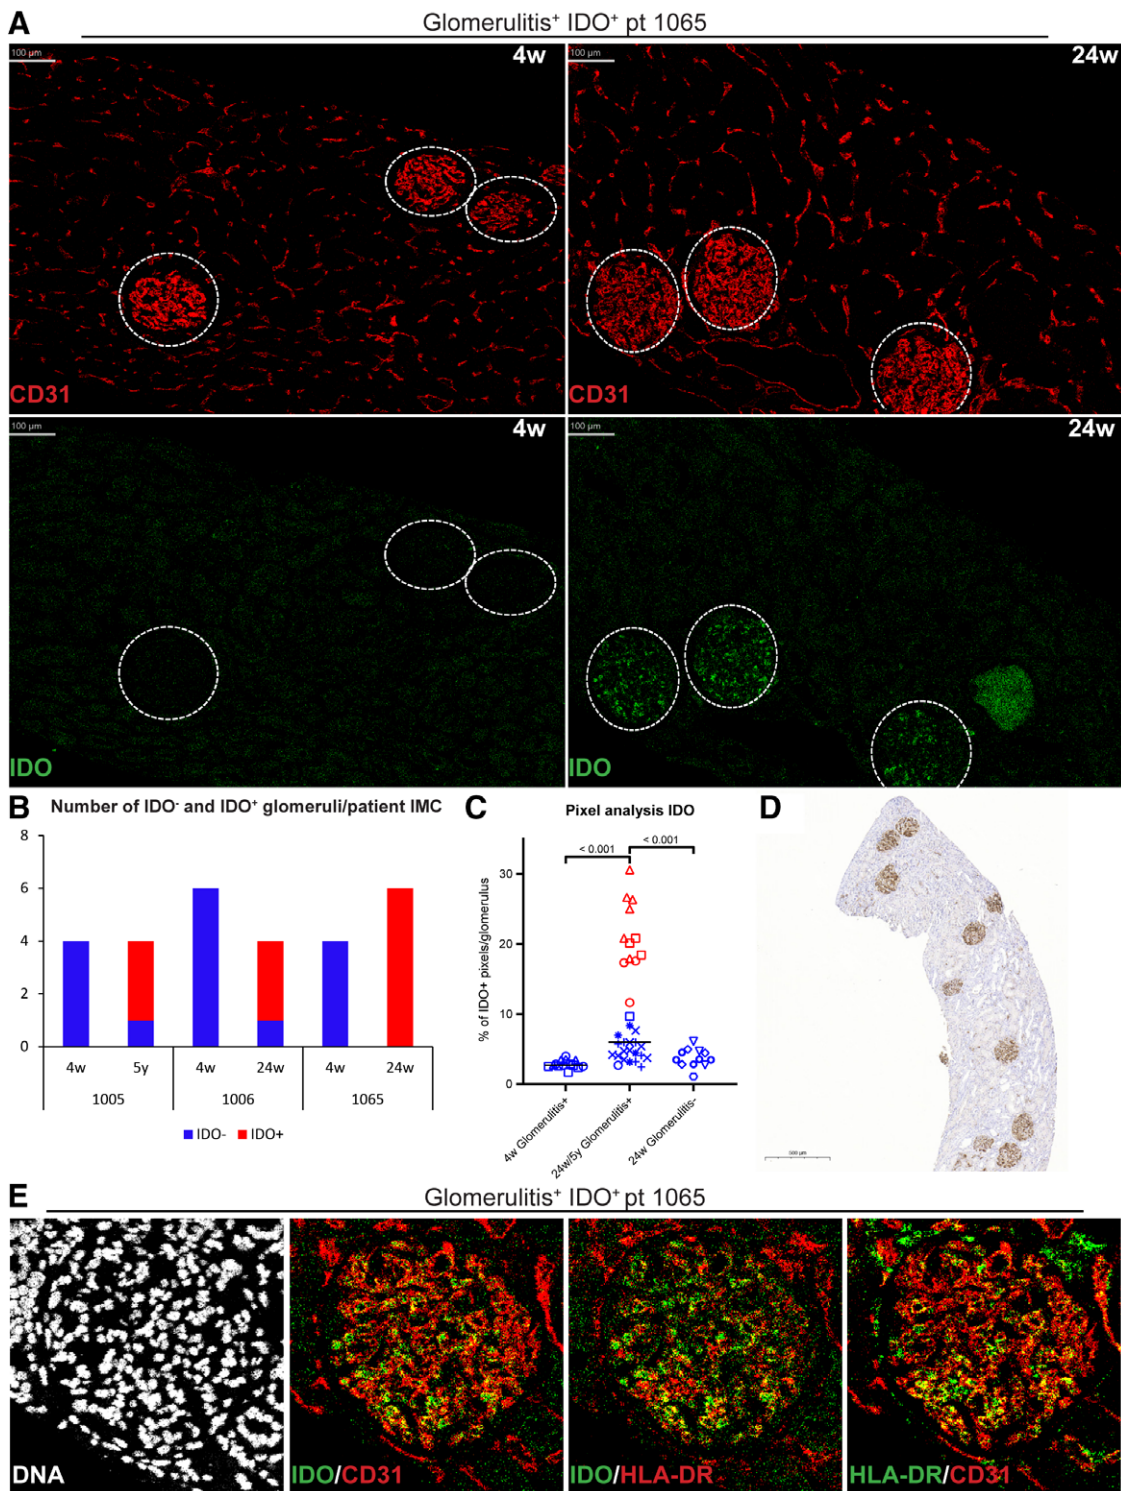 A
Glomerulitis⁺ IDO⁺ pt 1065
100 µm
4w
24w
CD31
CD31
100 µm
4w
100 µm
24w
IDO
IDO
B
Number of IDO⁻ and IDO⁺ glomeruli/patient IMC
8
6
4
2
0
4w 5y 4w 24w 4w 24w
1005 1006 1065
IDO- IDO+
C
Pixel analysis IDO
< 0.001 < 0.001
% of IDO+ pixels/glomerulus
30
20
10
0
4w Glomerulitis+
24w/5y Glomerulitis+
24w Glomerulitis-
D
500 µm
E
Glomerulitis⁺ IDO⁺ pt 1065
DNA
IDO/CD31
IDO/HLA-DR
HLA-DR/CD31